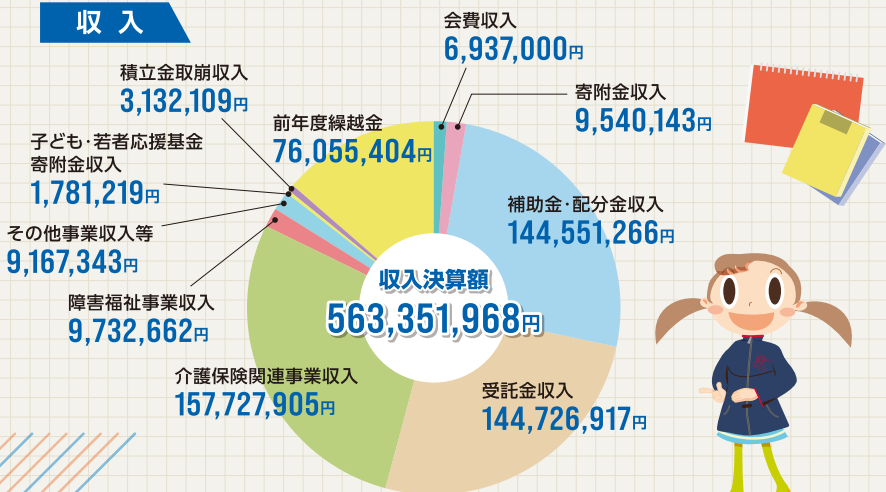 収入
会費収入
6,937,000円
寄附金収入
9,540,143円
補助金・配分金収入
144,551,266円
受託金収入
144,726,917円
介護保険関連事業収入
157,727,905円
障害福祉事業収入
9,732,662円
その他事業収入等
9,167,343円
子ども・若者応援基金
寄附金収入
1,781,219円
積立金取崩収入
3,132,109円
前年度繰越金
76,055,404円
収入決算額
563,351,968円